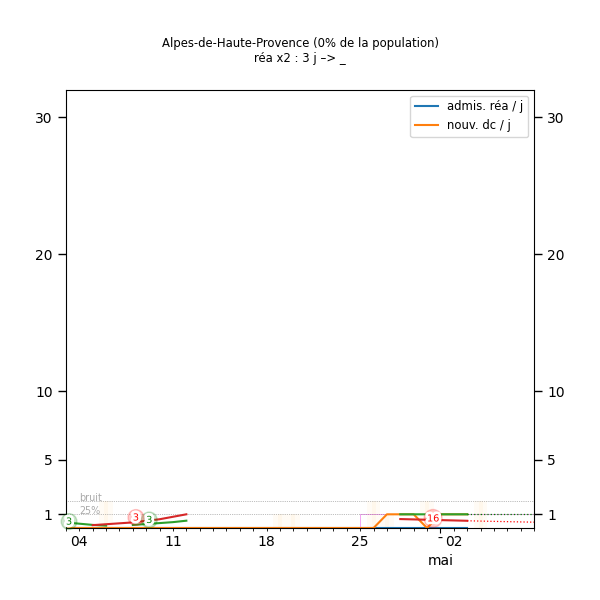 Alpes-de-Haute-Provence (0% de la population)
réa x2 : 3 j –> _
admis. réa / j
nouv. dc / j
30 30
20 20
10 10
5 5
bruit
25%
1 1
3 3 3 -16
04 11 18 25 02
mai